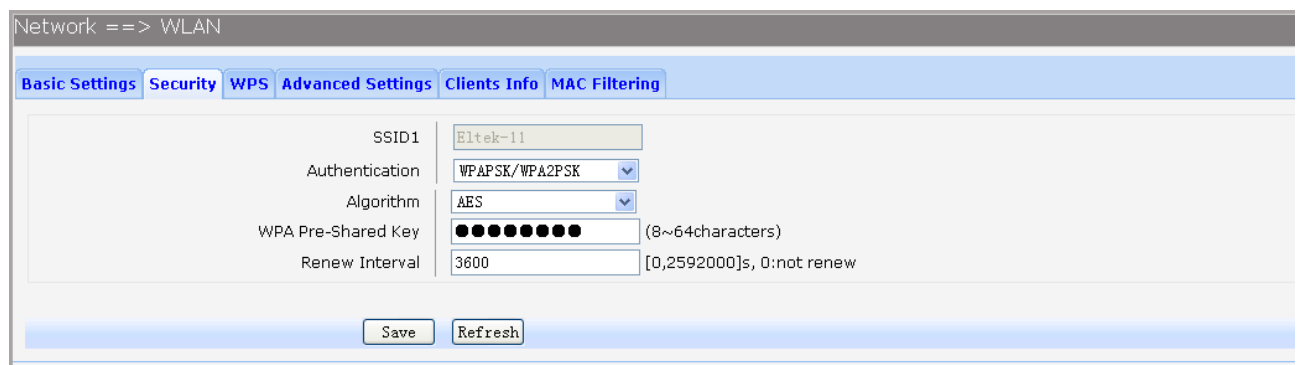 Network ==> WLAN
Basic Settings Security WPS Advanced Settings Clients Info MAC Filtering
SSID1 Eltek-11
Authentication WPAPSK/WPA2PSK
Algorithm AES
WPA Pre-Shared Key ●●●●●●●● (8~64characters)
Renew Interval 3600 [0,2592000]s, 0:not renew
Save Refresh